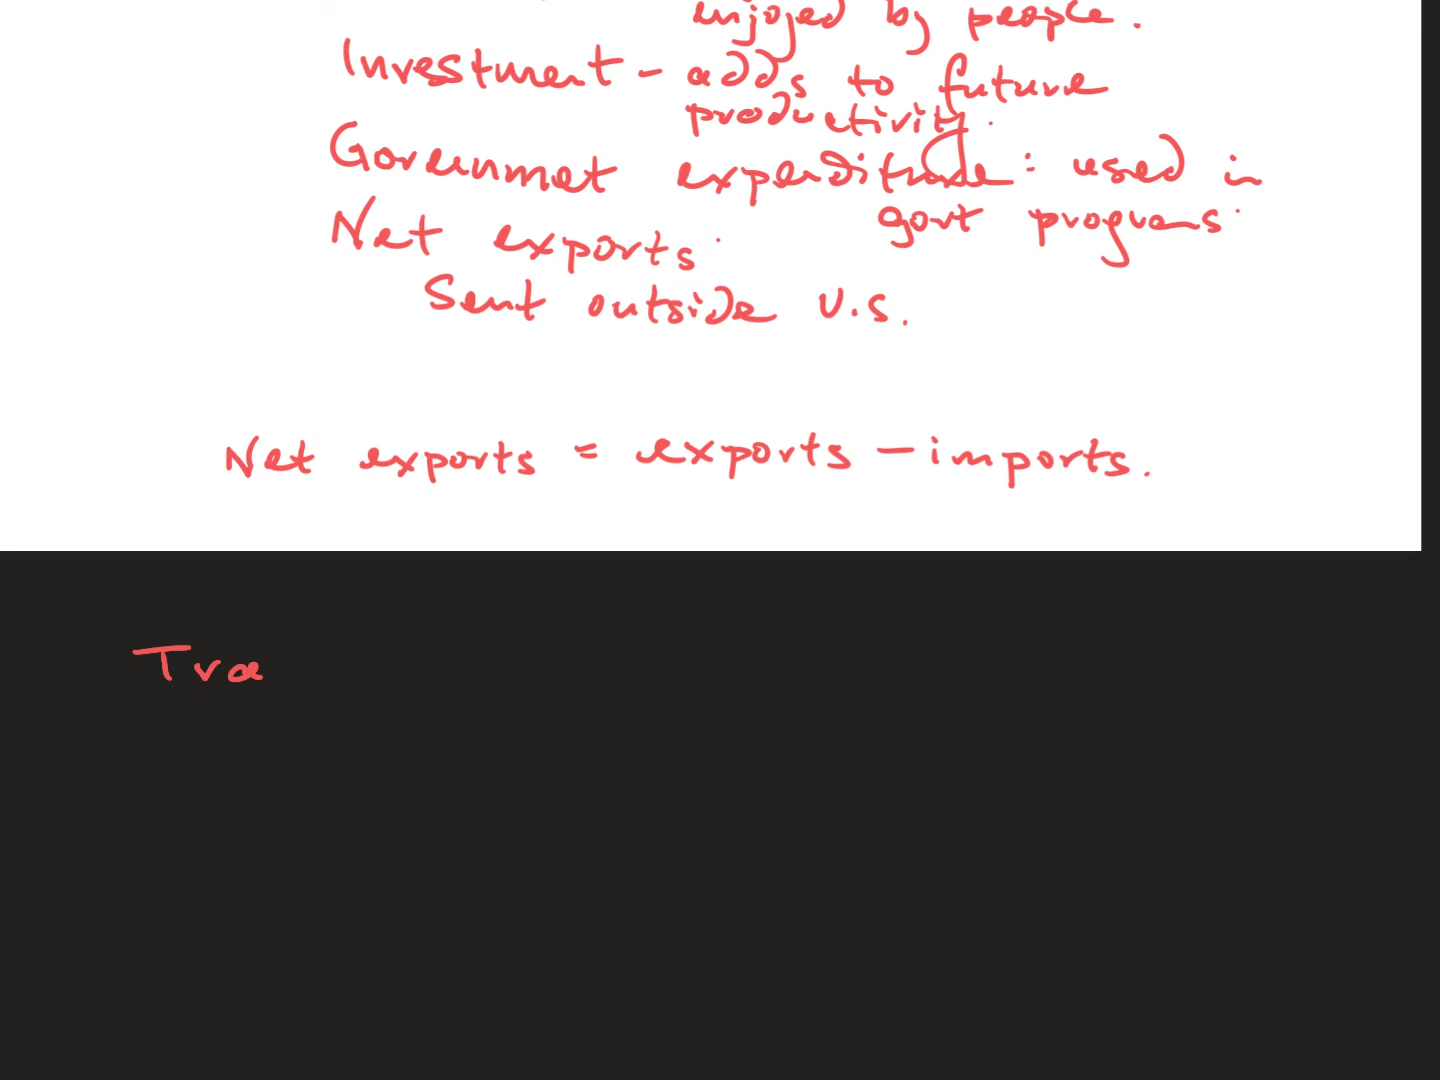 enjoyed by people.
Investment - adds to future
productivity.
Governmet expenditure: used in
govt programs.
Net exports:
Sent outside U.S.
Net exports = exports - imports.
Tra